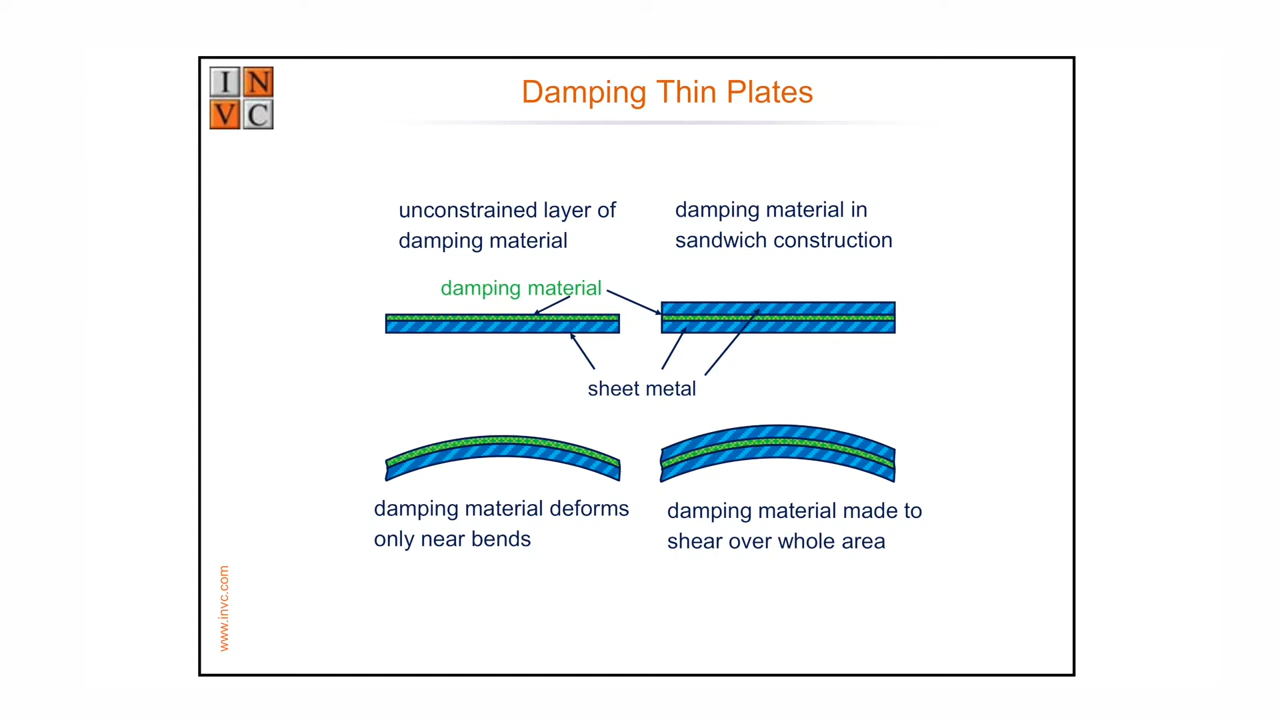 I N
V C
Damping Thin Plates
unconstrained layer of
damping material
damping material in
sandwich construction
damping material
sheet metal
damping material deforms
only near bends
damping material made to
shear over whole area
www.invc.com